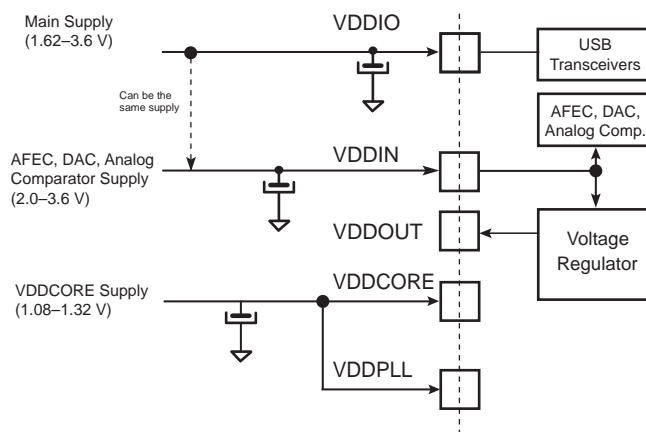 Main Supply
(1.62–3.6 V)
VDDIO
USB
Transceivers
Can be the
same supply
AFEC, DAC,
Analog Comp.
AFEC, DAC, Analog
Comparator Supply
(2.0–3.6 V)
VDDIN
VDDOUT
Voltage
Regulator
VDDCORE Supply
(1.08–1.32 V)
VDDCORE
VDDPLL